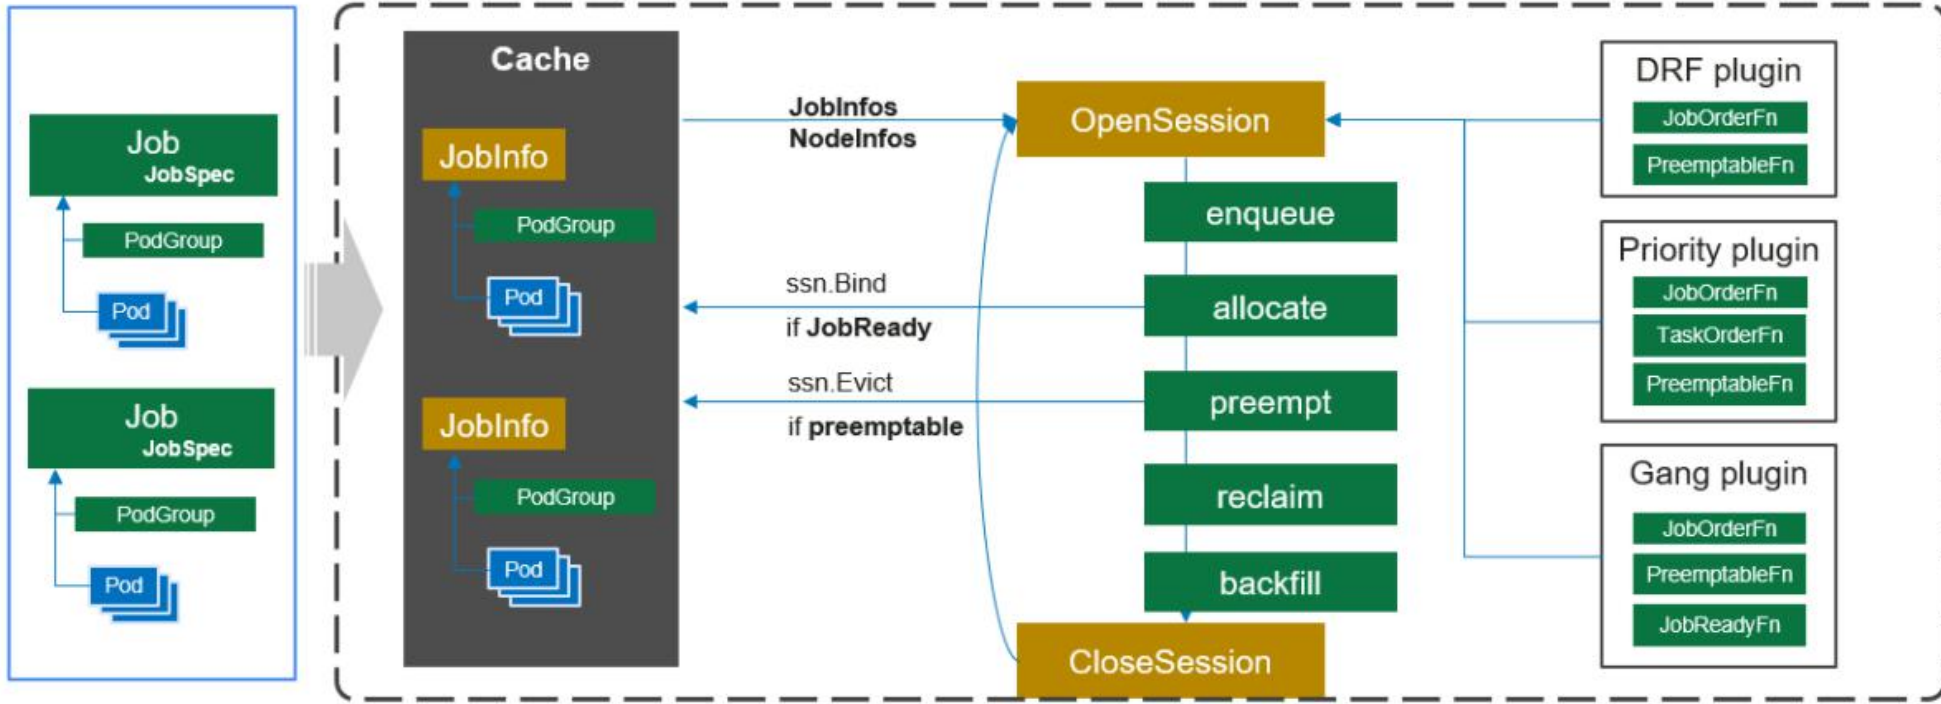 Job
JobSpec
PodGroup
Pod
Job
JobSpec
PodGroup
Pod
Cache
JobInfo
PodGroup
Pod
JobInfo
PodGroup
Pod
JobInfos
NodeInfos
ssn.Bind
if JobReady
ssn.Evict
if preemptable
OpenSession
enqueue
allocate
preempt
reclaim
backfill
CloseSession
DRF plugin
JobOrderFn
PreemptableFn
Priority plugin
JobOrderFn
TaskOrderFn
PreemptableFn
Gang plugin
JobOrderFn
PreemptableFn
JobReadyFn